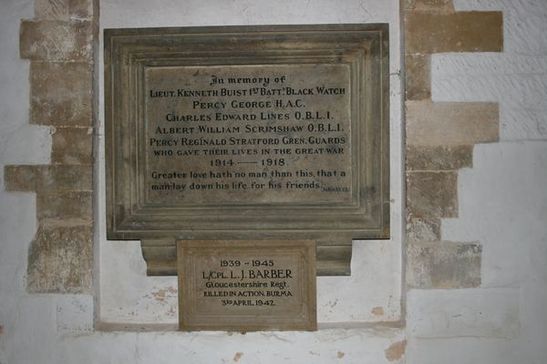 In memory of
LIEUT. KENNETH BUIST 1ST BATT. BLACK WATCH
PERCY GEORGE H.A.C.
CHARLES EDWARD LINES O.B.L.I.
ALBERT WILLIAM SCRIMSHAW O.B.L.I.
PERCY REGINALD STRATFORD GREN. GUARDS
WHO GAVE THEIR LIVES IN THE GREAT WAR
1914 — 1918
Greater love hath no man than this, that a
man lay down his life for his friends.
1939 - 1945
L/CPL. L.J. BARBER
Gloucestershire Regt.
KILLED IN ACTION, BURMA
3RD APRIL 1942.